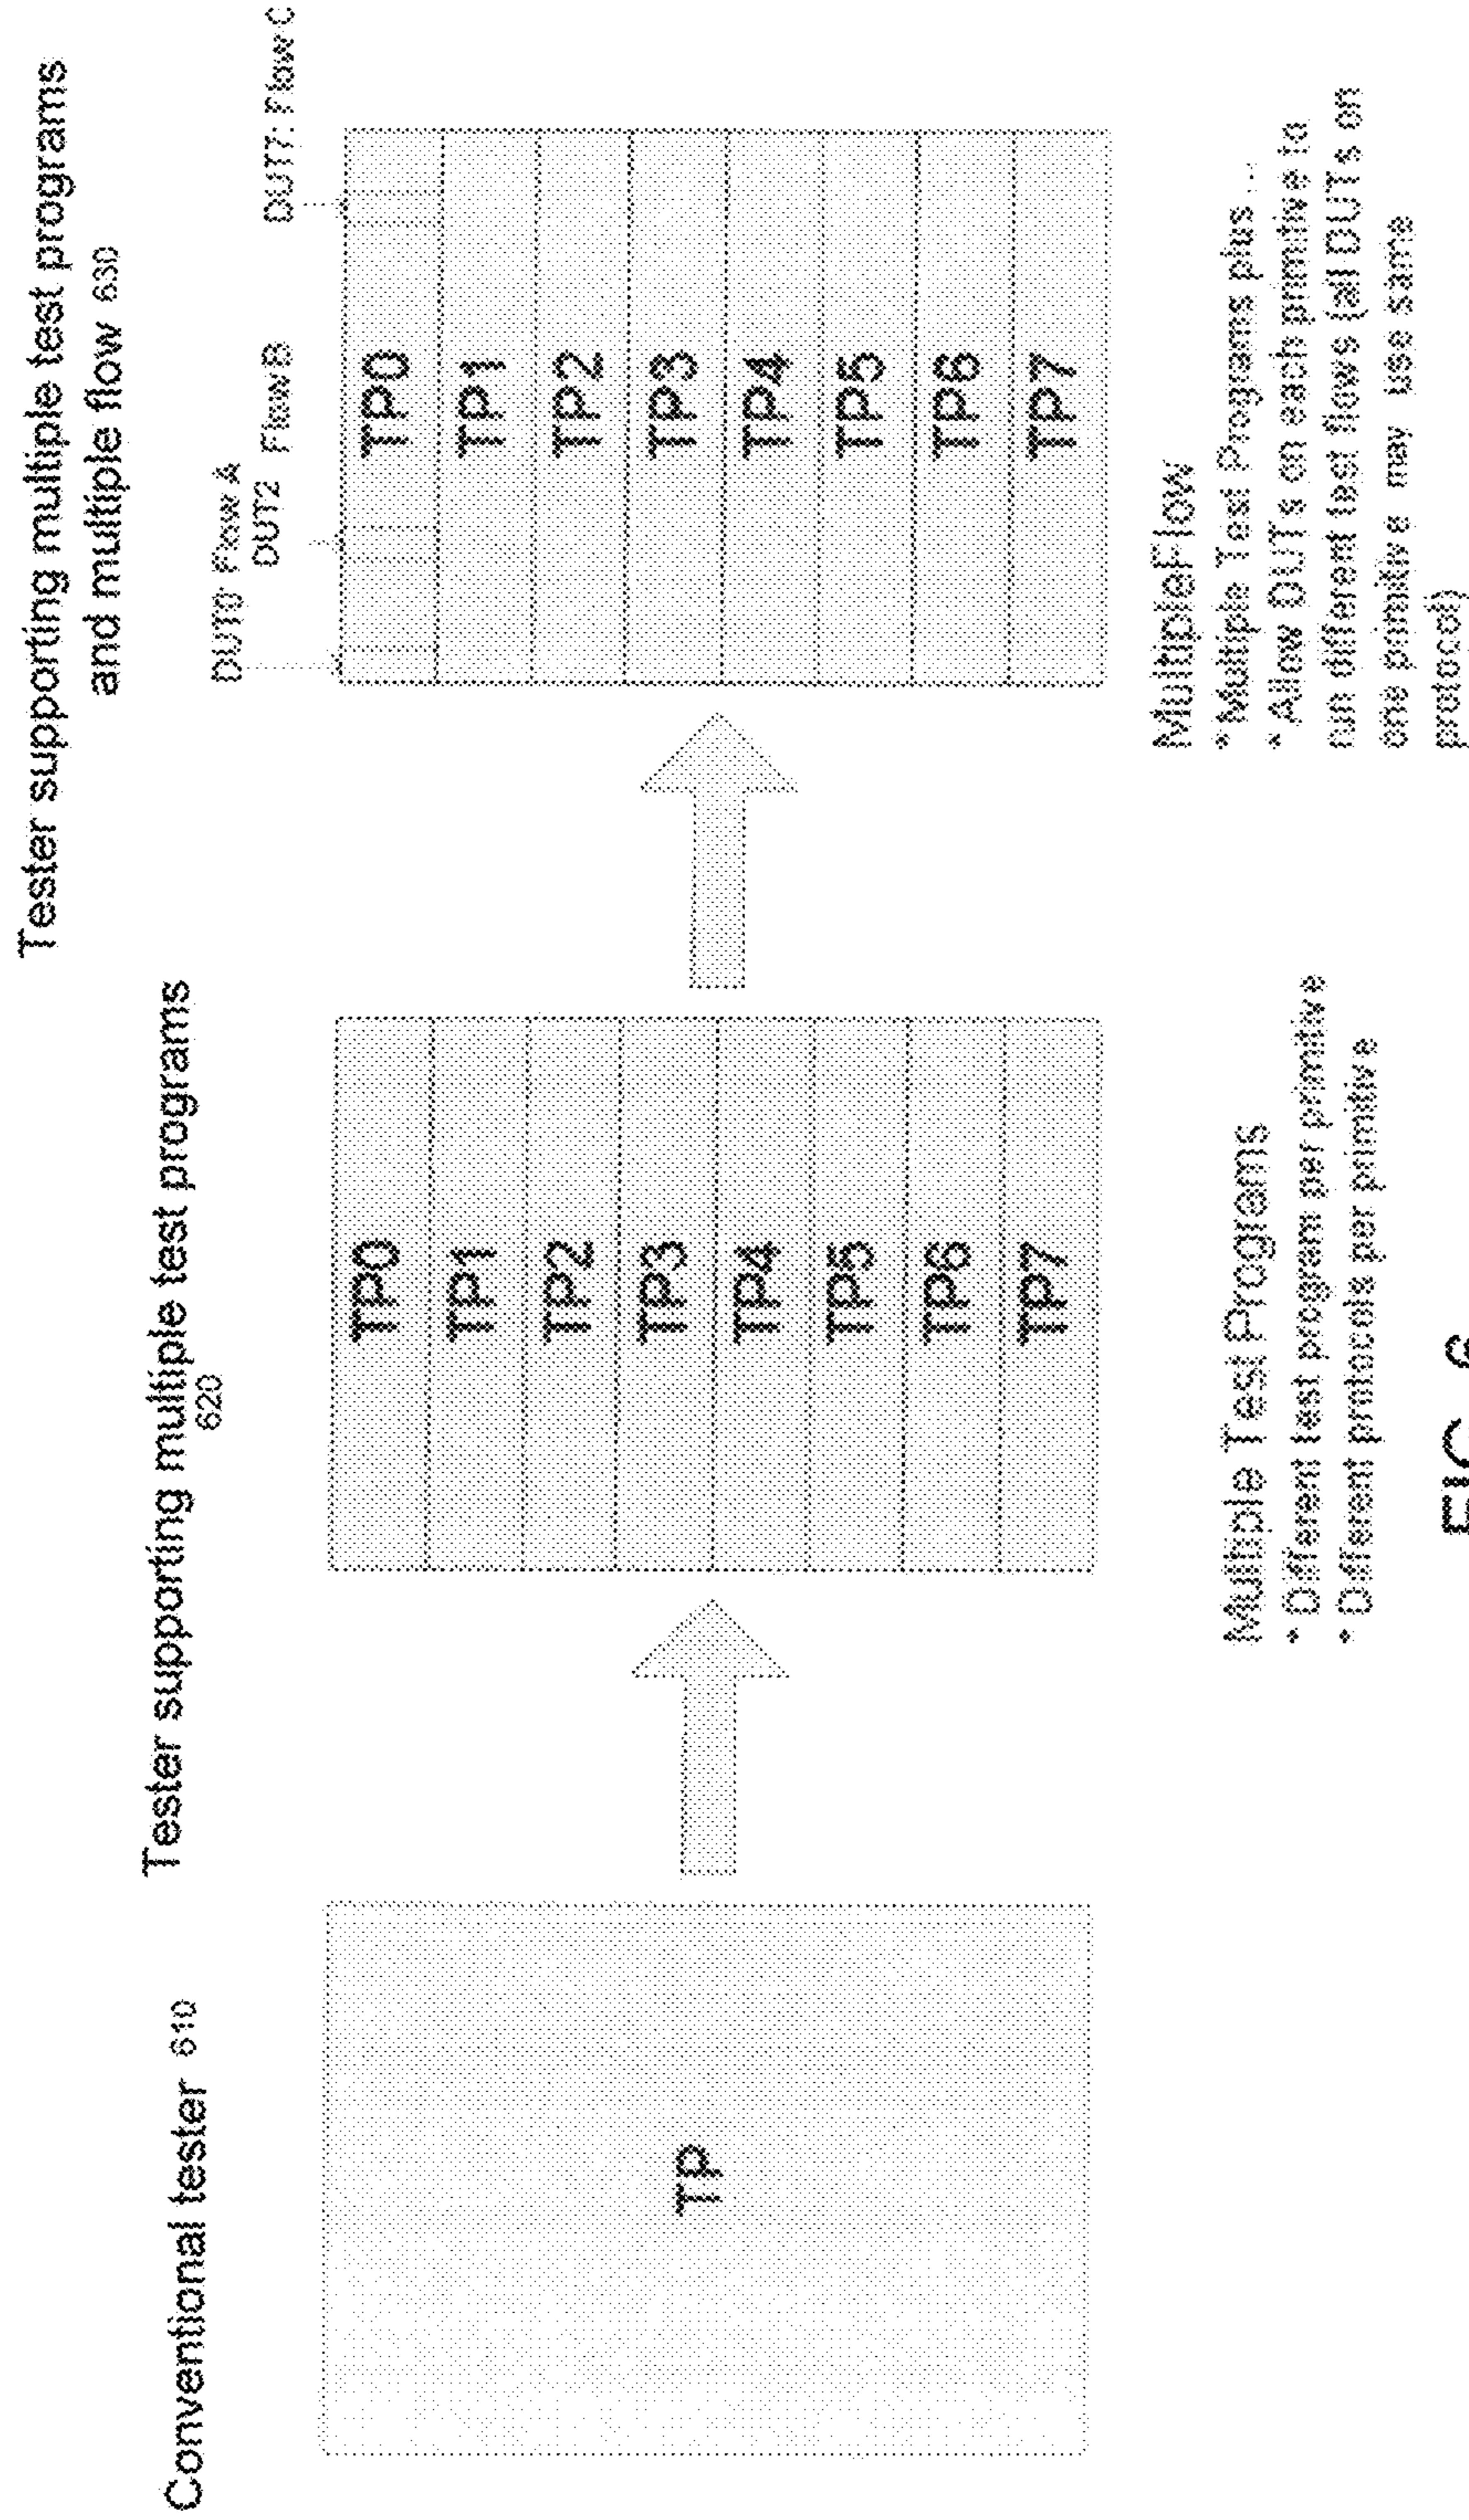 Conventional tester 610
TP
Tester supporting multiple test programs
620
TP0
TP1
TP2
TP3
TP4
TP5
TP6
TP7
Multiple Test Programs
* Different test program per primitive
* Different protocols per primitive
Tester supporting multiple test programs
and multiple flow 630
DUT0 Flow A
DUT2 Flow B
DUT7: Flow C
TP0
TP1
TP2
TP3
TP4
TP5
TP6
TP7
MultipleFlow
* Multiple Test Programs plus ...
* Allow DUTs on each primitive to
run different test flows (all DUTs on
one primitive may use same
protocol)